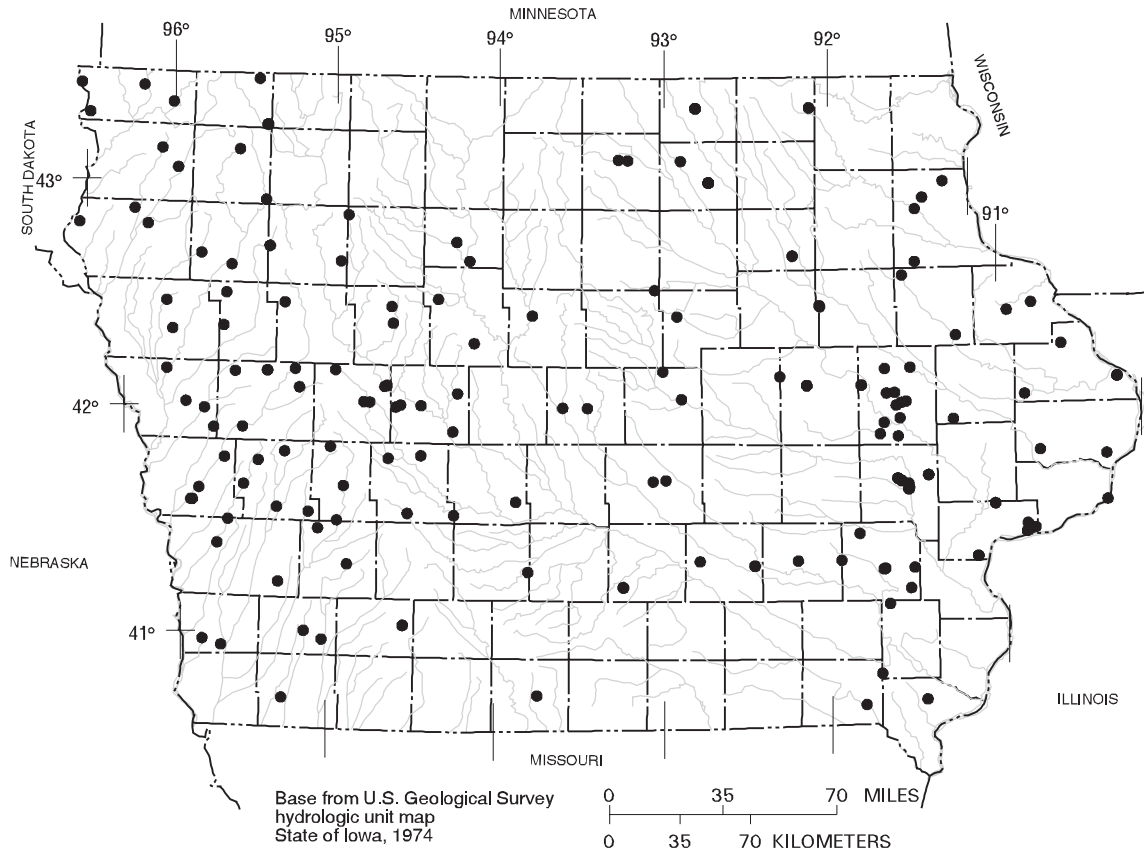 MINNESOTA
96°
95°
94°
93°
92°
WISCONSIN
SOUTH DAKOTA
43°
91°
42°
NEBRASKA
41°
ILLINOIS
MISSOURI
Base from U.S. Geological Survey
hydrologic unit map
State of Iowa, 1974
0 35 70 MILES
0 35 70 KILOMETERS